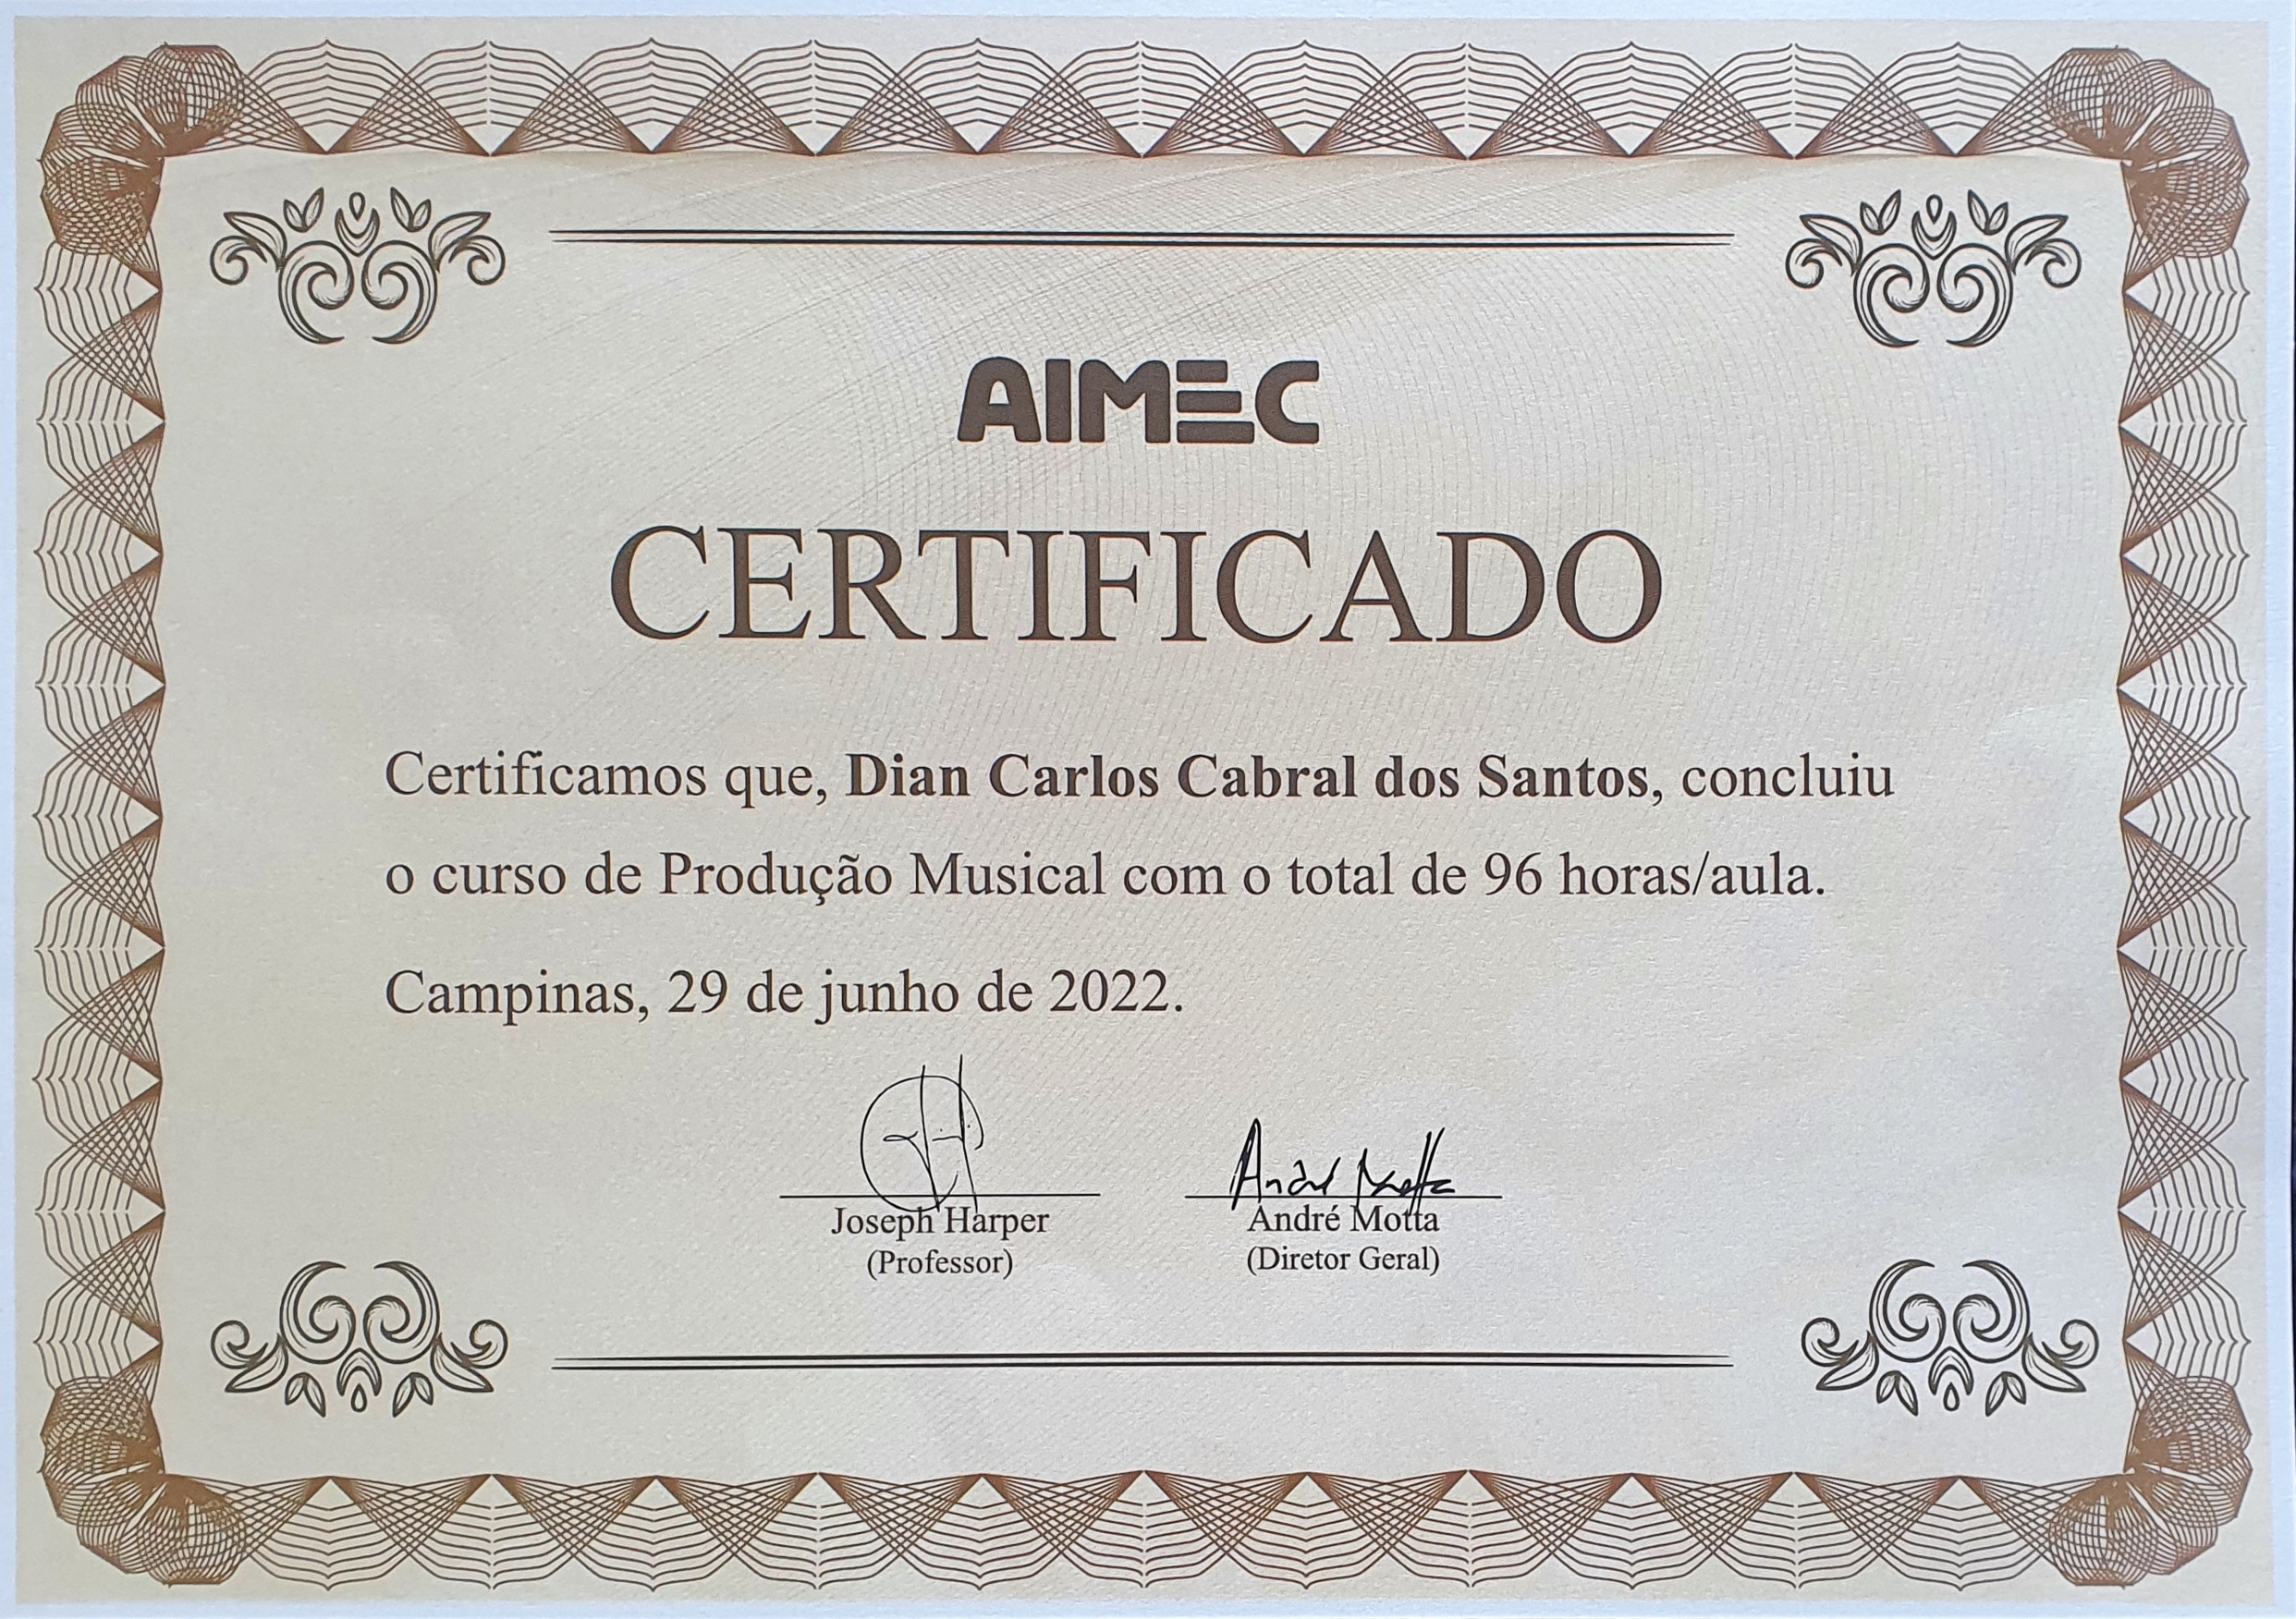 AIMEC
CERTIFICADO
Certificamos que, Dian Carlos Cabral dos Santos, concluiu
o curso de Produção Musical com o total de 96 horas/aula.
Campinas, 29 de junho de 2022.
André Motta
Joseph Harper André Motta
(Professor) (Diretor Geral)